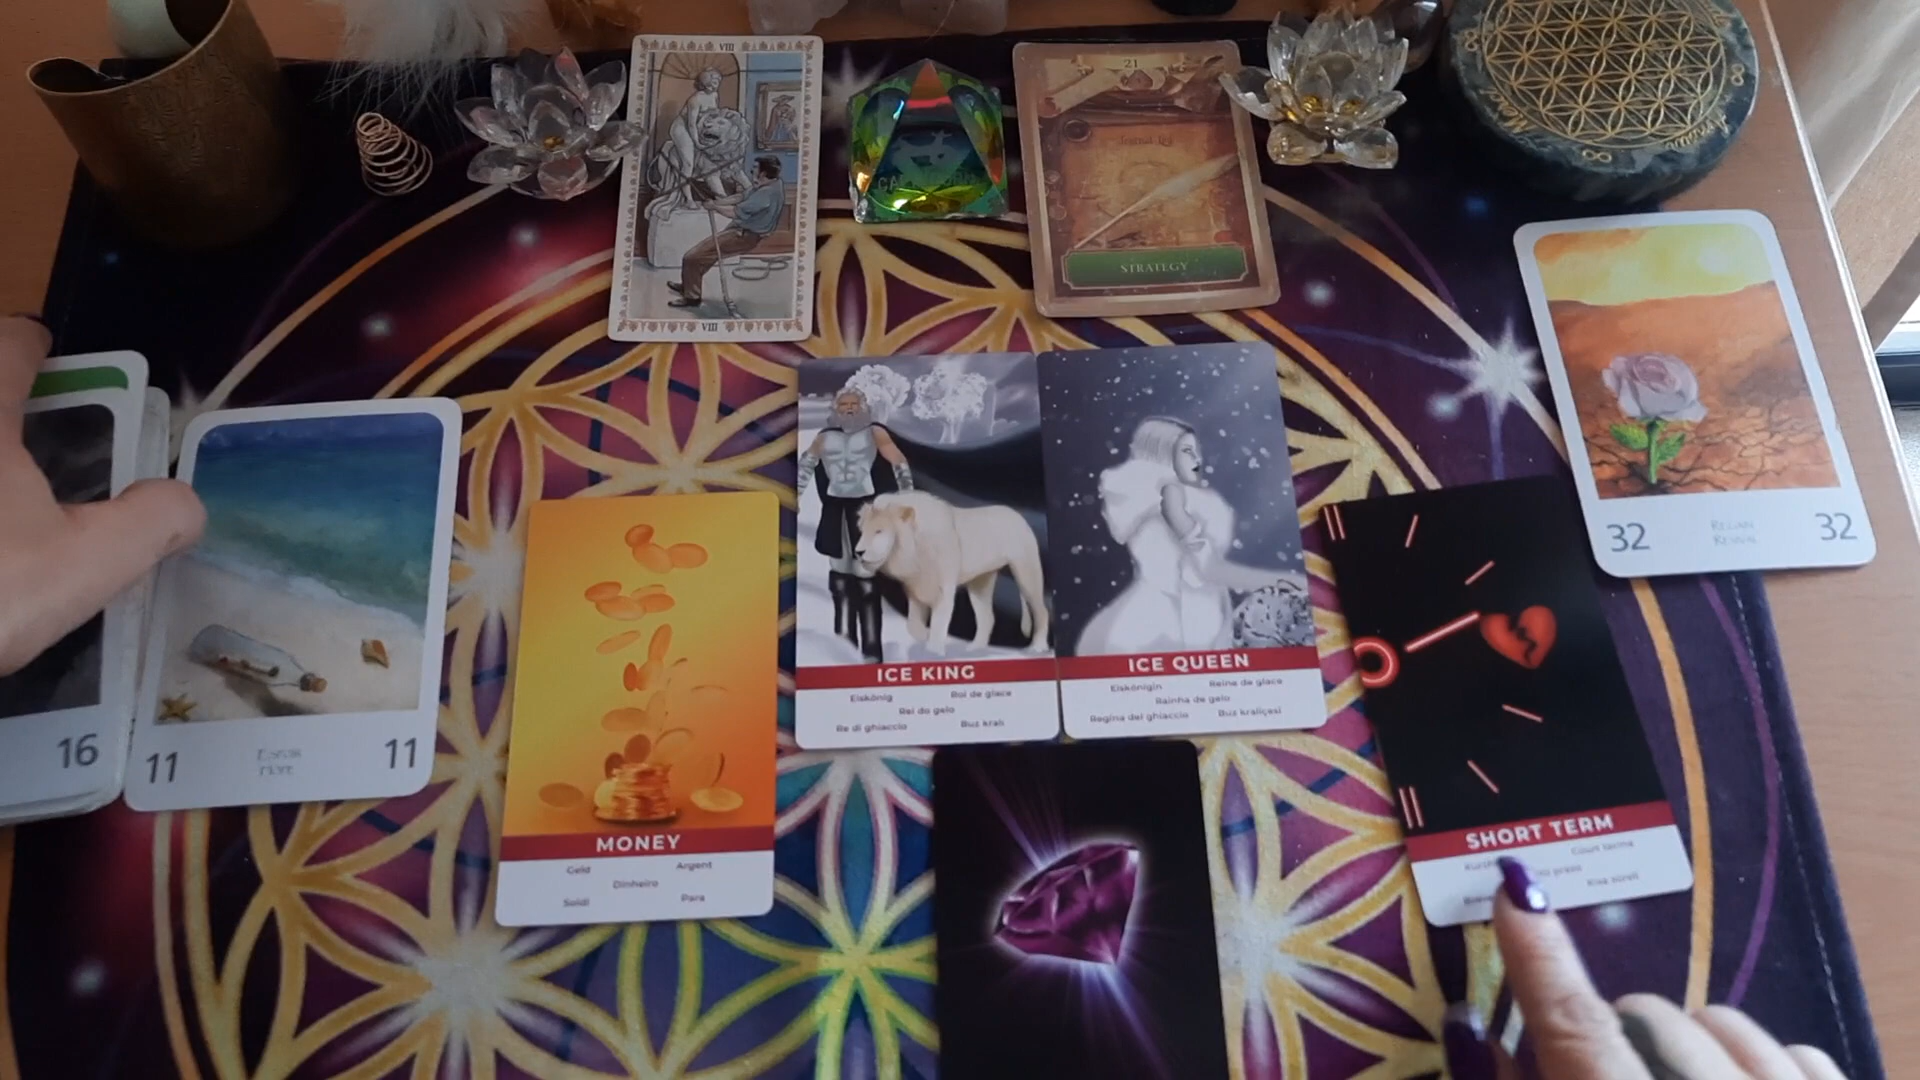 VIII
VIII
21
STRATEGY
32
32
16
11
11
MONEY
Geld Argent
Dinheiro
Soldi Para
ICE KING
Eiskönig Roi de glace
Rei do gelo
Re di ghiaccio Buz kralı
ICE QUEEN
Eiskönigin Reine de glace
Rainha de gelo
Regina del ghiaccio Buz kraliçesi
SHORT TERM
Court terme
Kısa süreli